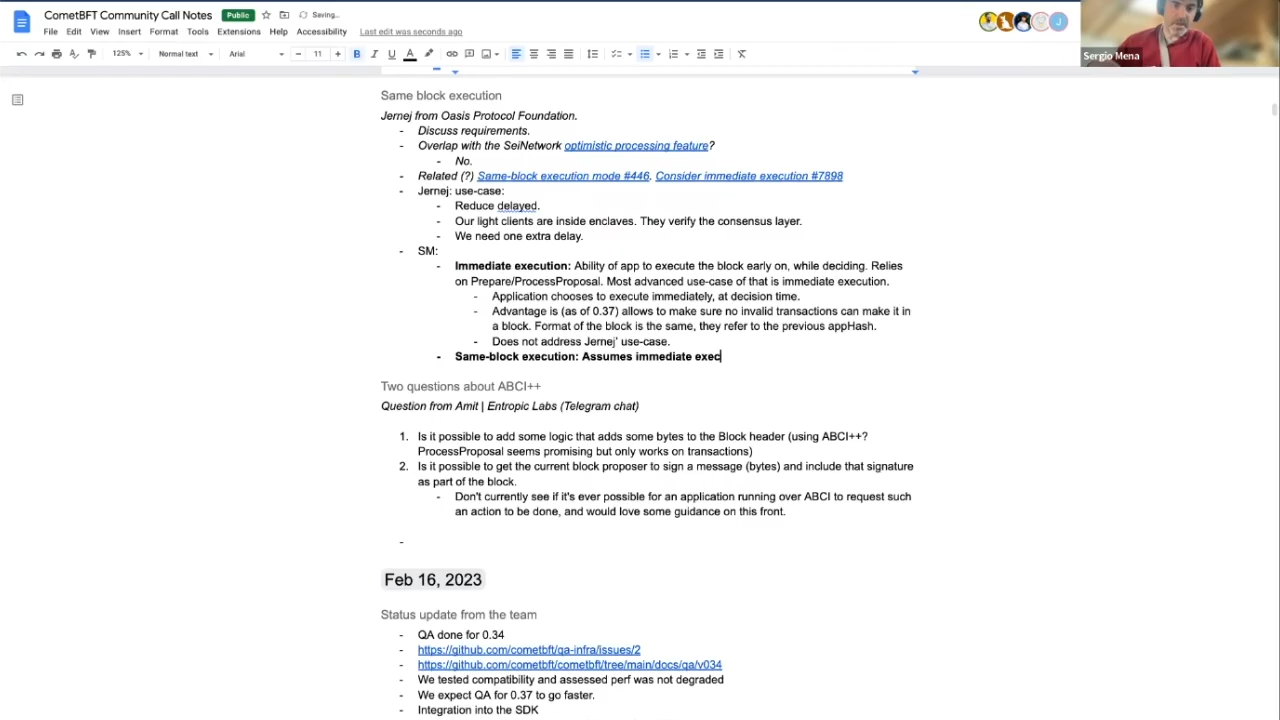 CometBFT Community Call Notes Public Saving...
File Edit View Insert Format Tools Extensions Help Accessibility Last edit was seconds ago
125% Normal text Arial 11 B I U A
Sergio Mena
J
Same block execution
Jernej from Oasis Protocol Foundation.
- Discuss requirements.
- Overlap with the SeiNetwork optimistic processing feature?
- No.
- Related (?) Same-block execution mode #446. Consider immediate execution #7898
- Jernej: use-case:
- Reduce delayed.
- Our light clients are inside enclaves. They verify the consensus layer.
- We need one extra delay.
- SM:
- Immediate execution: Ability of app to execute the block early on, while deciding. Relies
on Prepare/ProcessProposal. Most advanced use-case of that is immediate execution.
- Application chooses to execute immediately, at decision time.
- Advantage is (as of 0.37) allows to make sure no invalid transactions can make it in
a block. Format of the block is the same, they refer to the previous appHash.
- Does not address Jernej' use-case.
- Same-block execution: Assumes immediate exec
Two questions about ABCI++
Question from Amit | Entropic Labs (Telegram chat)
1. Is it possible to add some logic that adds some bytes to the Block header (using ABCI++?
ProcessProposal seems promising but only works on transactions)
2. Is it possible to get the current block proposer to sign a message (bytes) and include that signature
as part of the block.
- Don't currently see if it's ever possible for an application running over ABCI to request such
an action to be done, and would love some guidance on this front.
-
Feb 16, 2023
Status update from the team
- QA done for 0.34
- https://github.com/cometbft/qa-infra/issues/2
- https://github.com/cometbft/cometbft/tree/main/docs/qa/v034
- We tested compatibility and assessed perf was not degraded
- We expect QA for 0.37 to go faster.
- Integration into the SDK